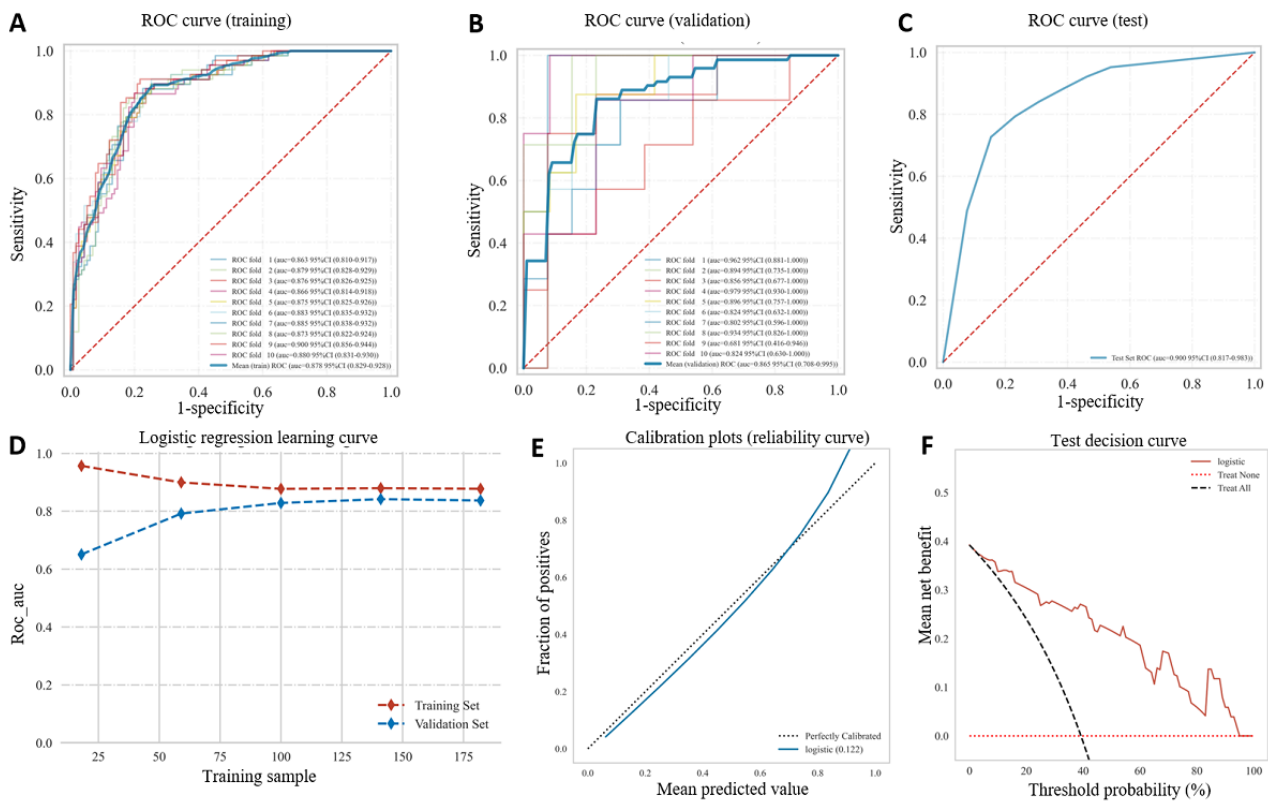 A
ROC curve (training)
1.0
0.8
0.6
0.4
0.2
0.0
Sensitivity
ROC fold 1 (auc=0.863 95%CI (0.810-0.917))
ROC fold 2 (auc=0.879 95%CI (0.828-0.929))
ROC fold 3 (auc=0.876 95%CI (0.826-0.925))
ROC fold 4 (auc=0.866 95%CI (0.814-0.918))
ROC fold 5 (auc=0.875 95%CI (0.825-0.926))
ROC fold 6 (auc=0.883 95%CI (0.835-0.932))
ROC fold 7 (auc=0.885 95%CI (0.838-0.932))
ROC fold 8 (auc=0.873 95%CI (0.822-0.924))
ROC fold 9 (auc=0.900 95%CI (0.856-0.944))
ROC fold 10 (auc=0.880 95%CI (0.831-0.930))
Mean (train) ROC (auc=0.878 95%CI (0.829-0.928))
0.0 0.2 0.4 0.6 0.8 1.0
1-specificity
B
ROC curve (validation)
1.0
0.8
0.6
0.4
0.2
0.0
Sensitivity
ROC fold 1 (auc=0.962 95%CI (0.881-1.000)
ROC fold 2 (auc=0.894 95%CI (0.735-1.000)
ROC fold 3 (auc=0.856 95%CI (0.677-1.000)
ROC fold 4 (auc=0.979 95%CI (0.930-1.000)
ROC fold 5 (auc=0.896 95%CI (0.757-1.000)
ROC fold 6 (auc=0.824 95%CI (0.632-1.000)
ROC fold 7 (auc=0.802 95%CI (0.596-1.000)
ROC fold 8 (auc=0.934 95%CI (0.826-1.000)
ROC fold 9 (auc=0.681 95%CI (0.416-0.946)
ROC fold 10 (auc=0.824 95%CI (0.630-1.000)
Mean (validation) ROC (auc=0.865 95%CI (0.708-0.995))
0.0 0.2 0.4 0.6 0.8 1.0
1-specificity
C
ROC curve (test)
1.0
0.8
0.6
0.4
0.2
0.0
Sensitivity
Test Set ROC (auc=0.900 95%CI (0.817-0.983))
0.0 0.2 0.4 0.6 0.8 1.0
1-specificity
D
Logistic regression learning curve
1.0
0.8
0.6
0.4
0.2
0.0
Roc_auc
Training Set
Validation Set
25 50 75 100 125 150 175
Training sample
E
Calibration plots (reliability curve)
1.0
0.8
0.6
0.4
0.2
0.0
Fraction of positives
Perfectly Calibrated
logistic (0.122)
0.0 0.2 0.4 0.6 0.8 1.0
Mean predicted value
F
Test decision curve
logistic
Treat None
Treat All
0.5
0.4
0.3
0.2
0.1
0.0
Mean net benefit
0 20 40 60 80 100
Threshold probability (%)